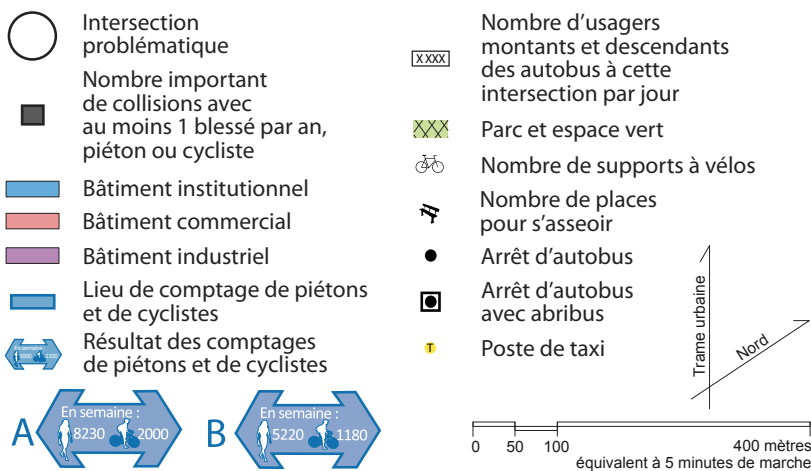 Intersection
problématique
Nombre important
de collisions avec
au moins 1 blessé par an,
piéton ou cycliste
Bâtiment institutionnel
Bâtiment commercial
Bâtiment industriel
Lieu de comptage de piétons
et de cyclistes
En semaine :
1100
Résultat des comptages
de piétons et de cyclistes
A
En semaine :
8230 2000
B
En semaine :
5220 1180
XXXX
Nombre d'usagers
montants et descendants
des autobus à cette
intersection par jour
Parc et espace vert
Nombre de supports à vélos
Nombre de places
pour s'asseoir
Arrêt d'autobus
Arrêt d'autobus
avec abribus
T
Poste de taxi
Trame urbaine
Nord
0 50 100 400 mètres
équivalent à 5 minutes de marche